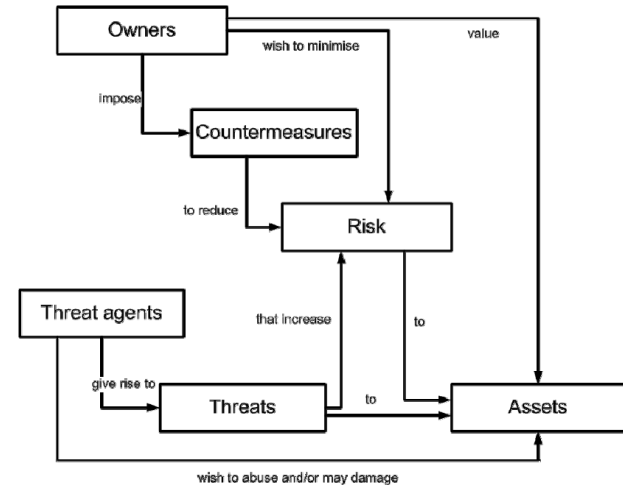 Owners
value
wish to minimise
impose
Countermeasures
to reduce
Risk
Threat agents
that increase
to
give rise to
Threats
to
Assets
wish to abuse and/or may damage